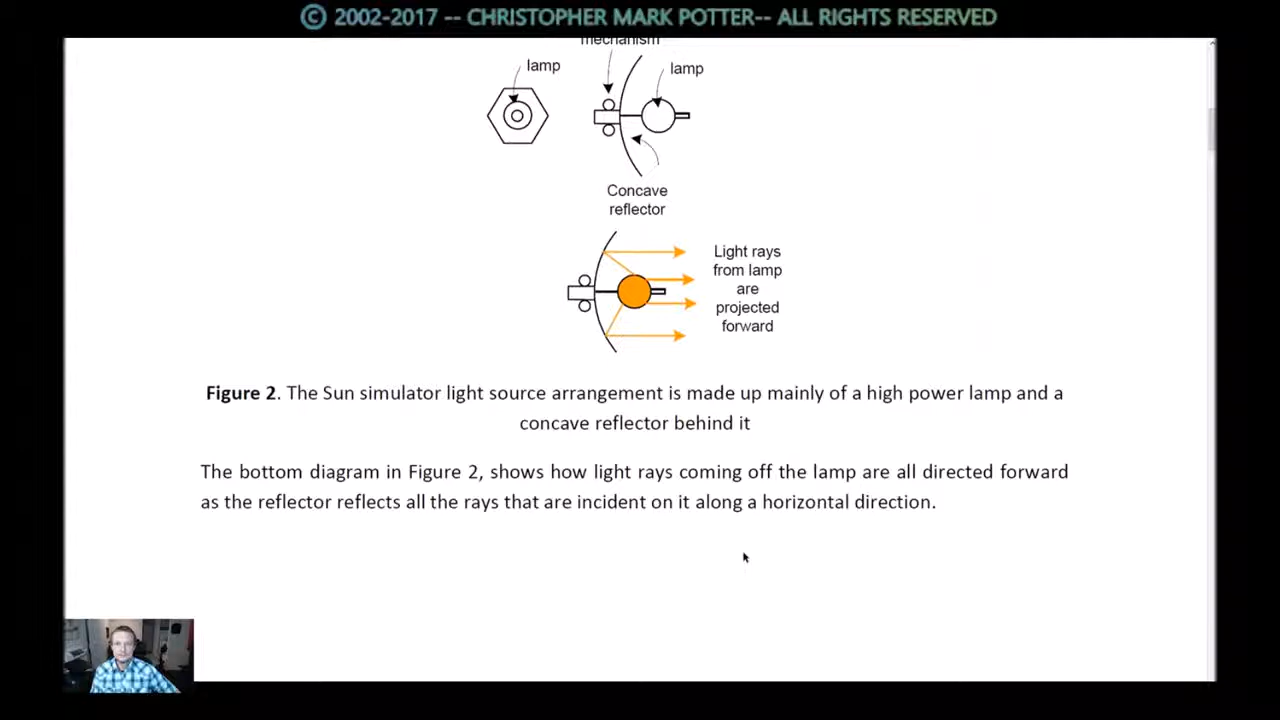 © 2002-2017 -- CHRISTOPHER MARK POTTER-- ALL RIGHTS RESERVED
mechanism
lamp
lamp
Concave
reflector
Light rays
from lamp
are
projected
forward
Figure 2. The Sun simulator light source arrangement is made up mainly of a high power lamp and a
concave reflector behind it
The bottom diagram in Figure 2, shows how light rays coming off the lamp are all directed forward
as the reflector reflects all the rays that are incident on it along a horizontal direction.